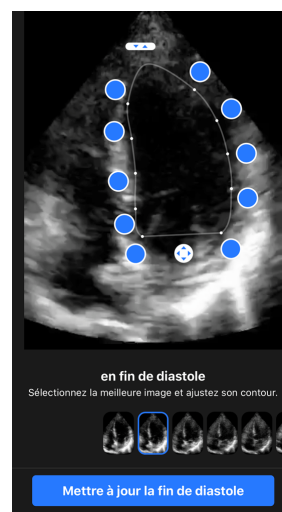 en fin de diastole
Sélectionnez la meilleure image et ajustez son contour.
Mettre à jour la fin de diastole